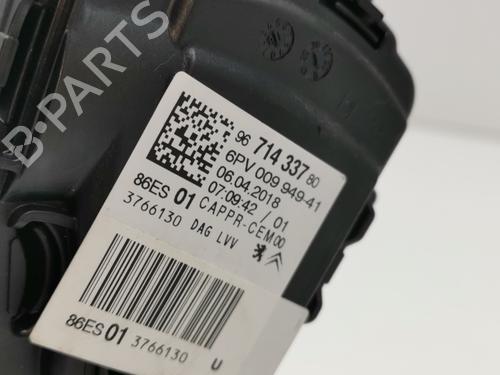 B-PARTS
96 714 337 80
6PV 009 949-41
06.04.2018
07:09:42 / 01
86ES 01 CAPPR-CEM00
3766130 DAG LVV
86ES 01 3766130 U